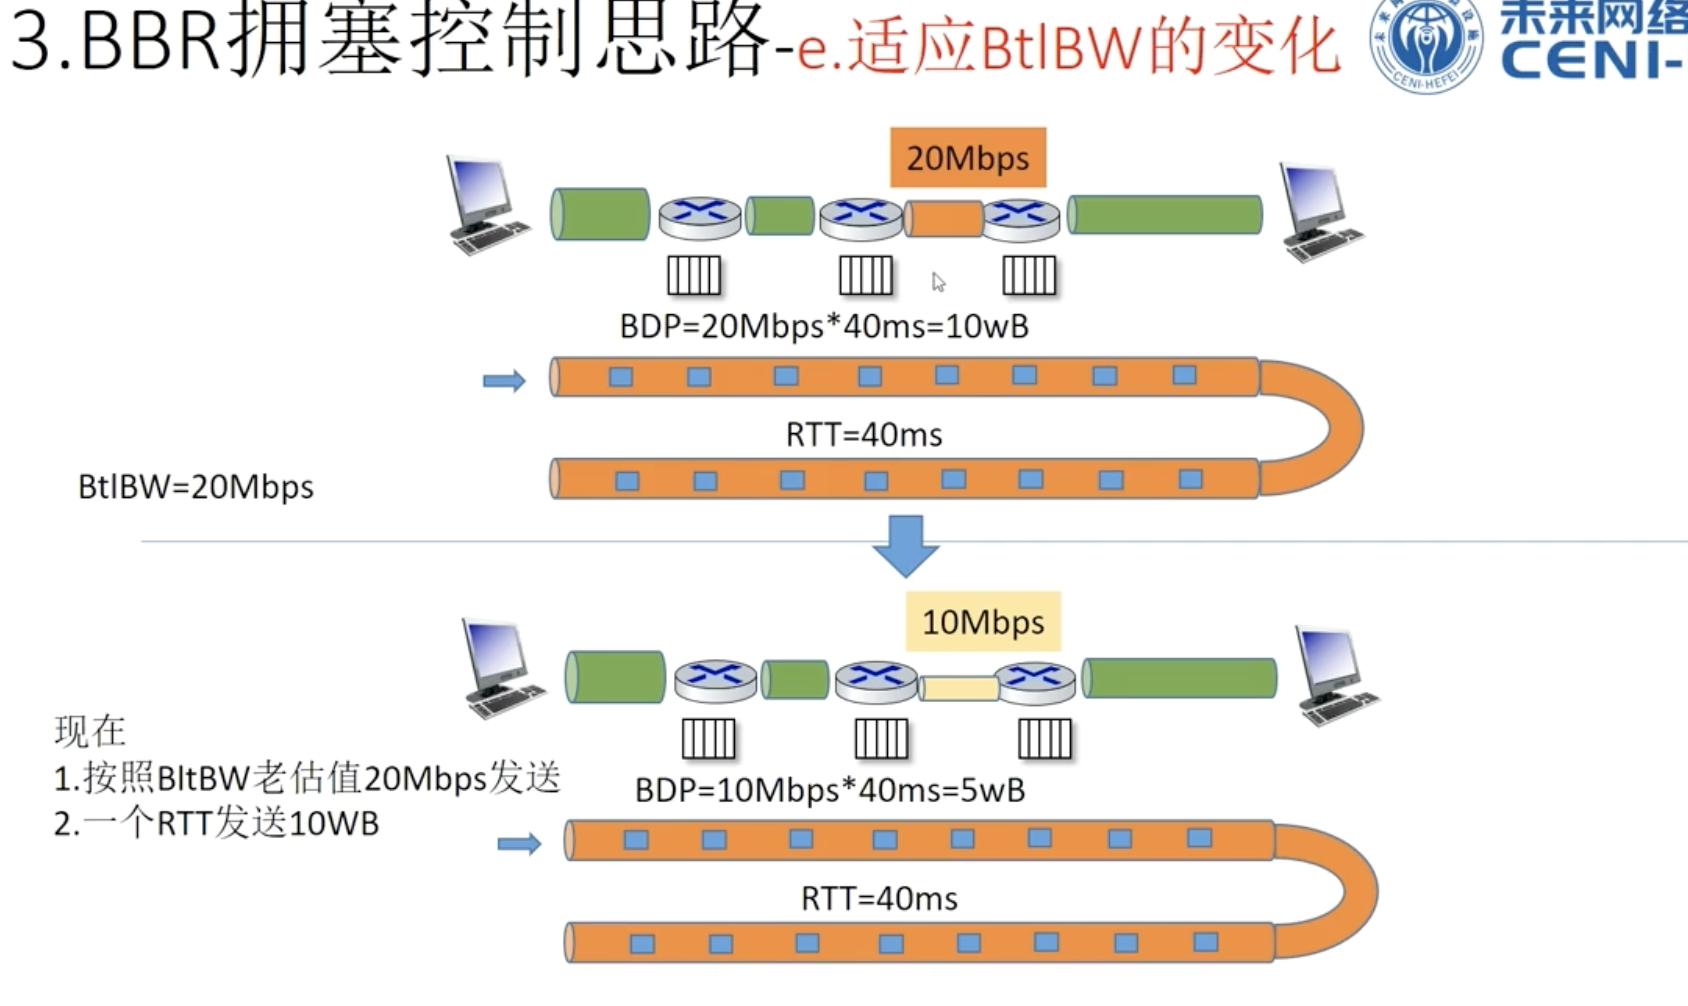 3.BBR拥塞控制思路-e.适应BtlBW的变化
未来网络
CENI-
CENI-HEFEI
20Mbps
BDP=20Mbps*40ms=10wB
RTT=40ms
BtlBW=20Mbps
10Mbps
现在
1.按照BltBW老估值20Mbps发送
2.一个RTT发送10WB
BDP=10Mbps*40ms=5wB
RTT=40ms